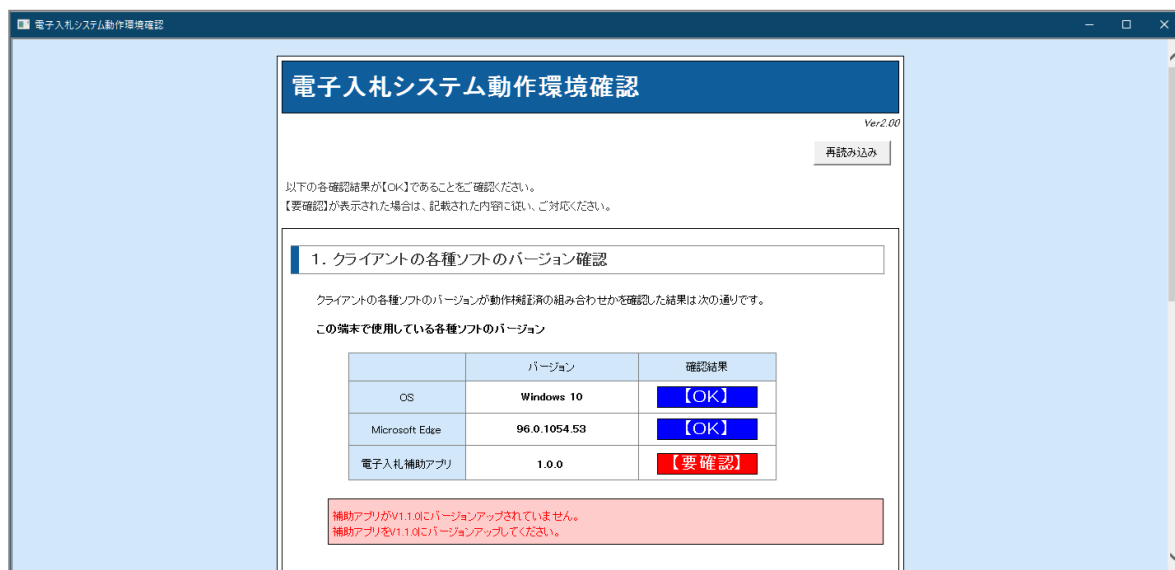 電子入札システム動作環境確認
電子入札システム動作環境確認
Ver2.00
再読み込み
以下の各確認結果が【OK】であることをご確認ください。
【要確認】が表示された場合は、記載された内容に従い、ご対応ください。
1. クライアントの各種ソフトのバージョン確認
クライアントの各種ソフトのバージョンが動作検証済の組み合わせかを確認した結果は次の通りです。
この端末で使用している各種ソフトのバージョン
バージョン 確認結果
OS Windows 10 【OK】
Microsoft Edge 96.0.1054.53 【OK】
電子入札補助アプリ 1.0.0 【要確認】
補助アプリがV1.1.0にバージョンアップされていません。
補助アプリをV1.1.0にバージョンアップしてください。